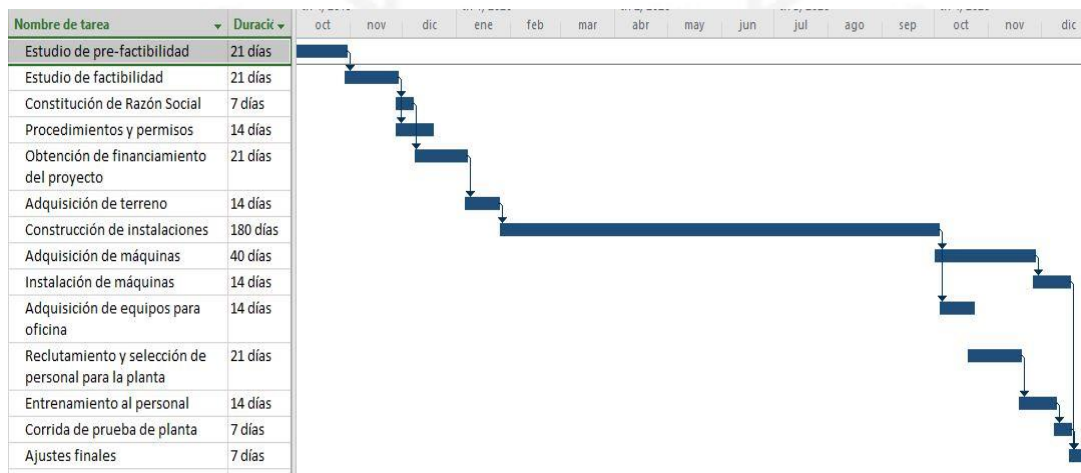 Nombre de tarea Duració
oct nov dic ene feb mar abr may jun jul ago sep oct nov dic
Estudio de pre-factibilidad 21 días
Estudio de factibilidad 21 días
Constitución de Razón Social 7 días
Procedimientos y permisos 14 días
Obtención de financiamiento 21 días
del proyecto
Adquisición de terreno 14 días
Construcción de instalaciones 180 días
Adquisición de máquinas 40 días
Instalación de máquinas 14 días
Adquisición de equipos para 14 días
oficina
Reclutamiento y selección de 21 días
personal para la planta
Entrenamiento al personal 14 días
Corrida de prueba de planta 7 días
Ajustes finales 7 días